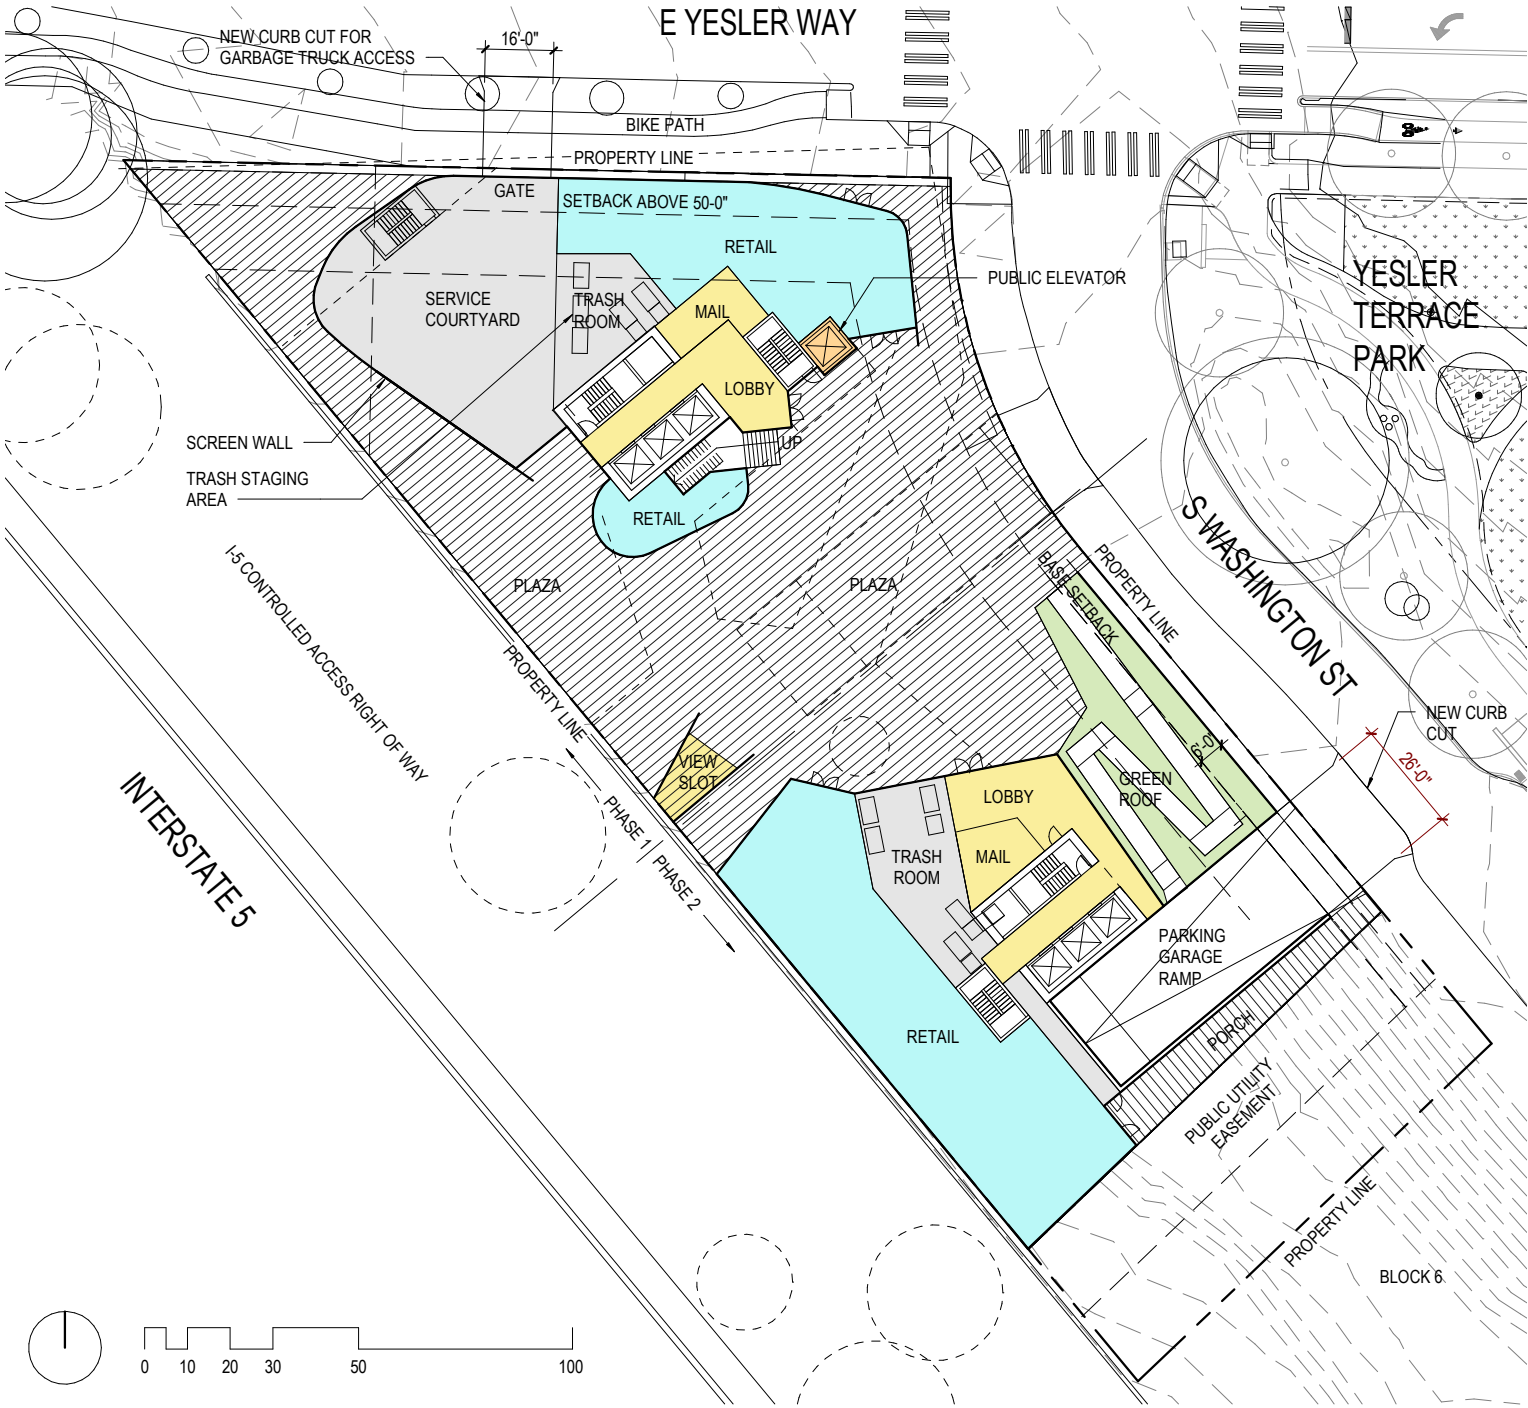 E YESLER WAY
NEW CURB CUT FOR
GARBAGE TRUCK ACCESS
16'-0"
BIKE PATH
PROPERTY LINE
GATE
SETBACK ABOVE 50-0"
RETAIL
PUBLIC ELEVATOR
YESLER
TERRACE
PARK
SERVICE
COURTYARD
TRASH
ROOM
MAIL
LOBBY
SCREEN WALL
UP
TRASH STAGING
AREA
RETAIL
S WASHINGTON ST
I-5 CONTROLLED ACCESS RIGHT OF WAY
PLAZA
PLAZA
BASE SETBACK
PROPERTY LINE
PROPERTY LINE
NEW CURB
CUT
6'-0"
26'-0"
VIEW
SLOT
GREEN
ROOF
LOBBY
INTERSTATE 5
PHASE 1
PHASE 2
TRASH
ROOM
MAIL
PARKING
GARAGE
RAMP
RETAIL
PORCH
PUBLIC UTILITY
EASEMENT
PROPERTY LINE
BLOCK 6
0 10 20 30 50 100